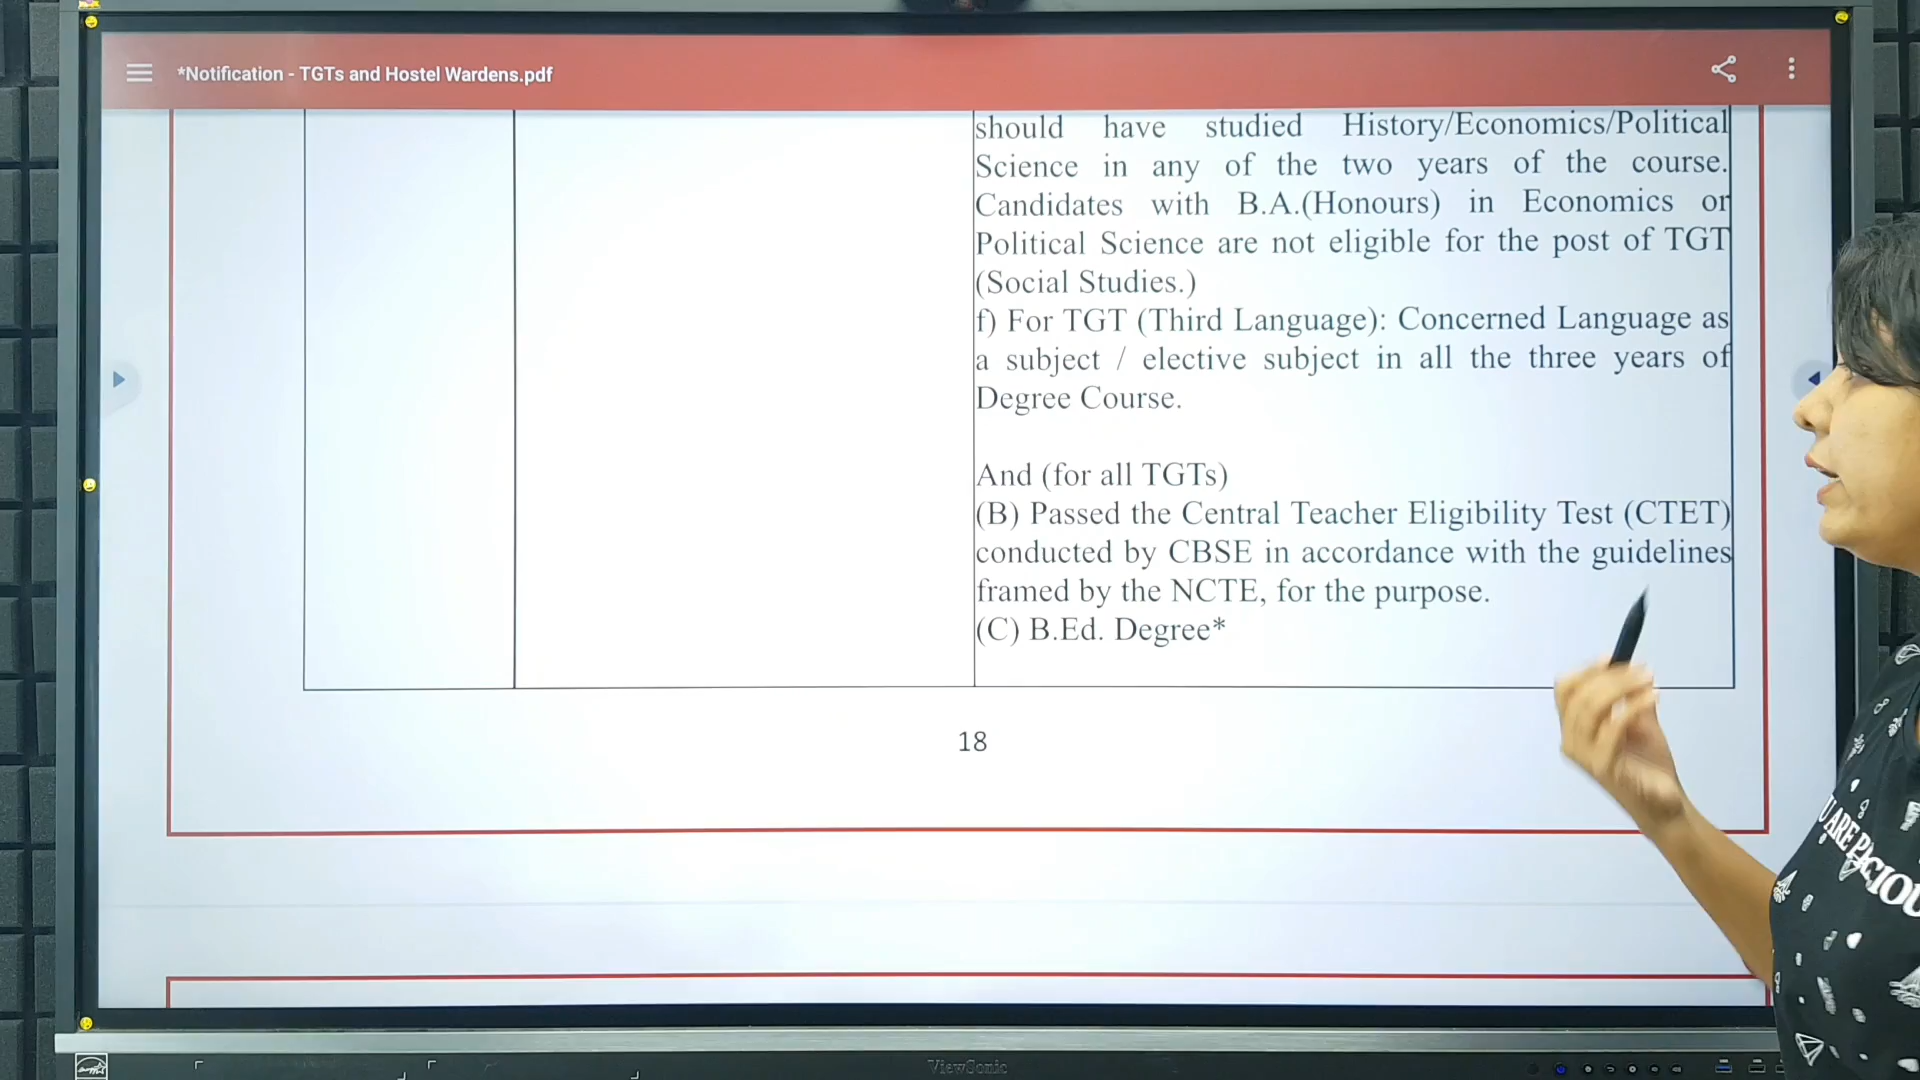 *Notification - TGTs and Hostel Wardens.pdf
should have studied History/Economics/Political
Science in any of the two years of the course.
Candidates with B.A.(Honours) in Economics or
Political Science are not eligible for the post of TGT
(Social Studies.)
f) For TGT (Third Language): Concerned Language as
a subject / elective subject in all the three years of
Degree Course.
And (for all TGTs)
(B) Passed the Central Teacher Eligibility Test (CTET)
conducted by CBSE in accordance with the guidelines
framed by the NCTE, for the purpose.
(C) B.Ed. Degree*
18
ViewSonic